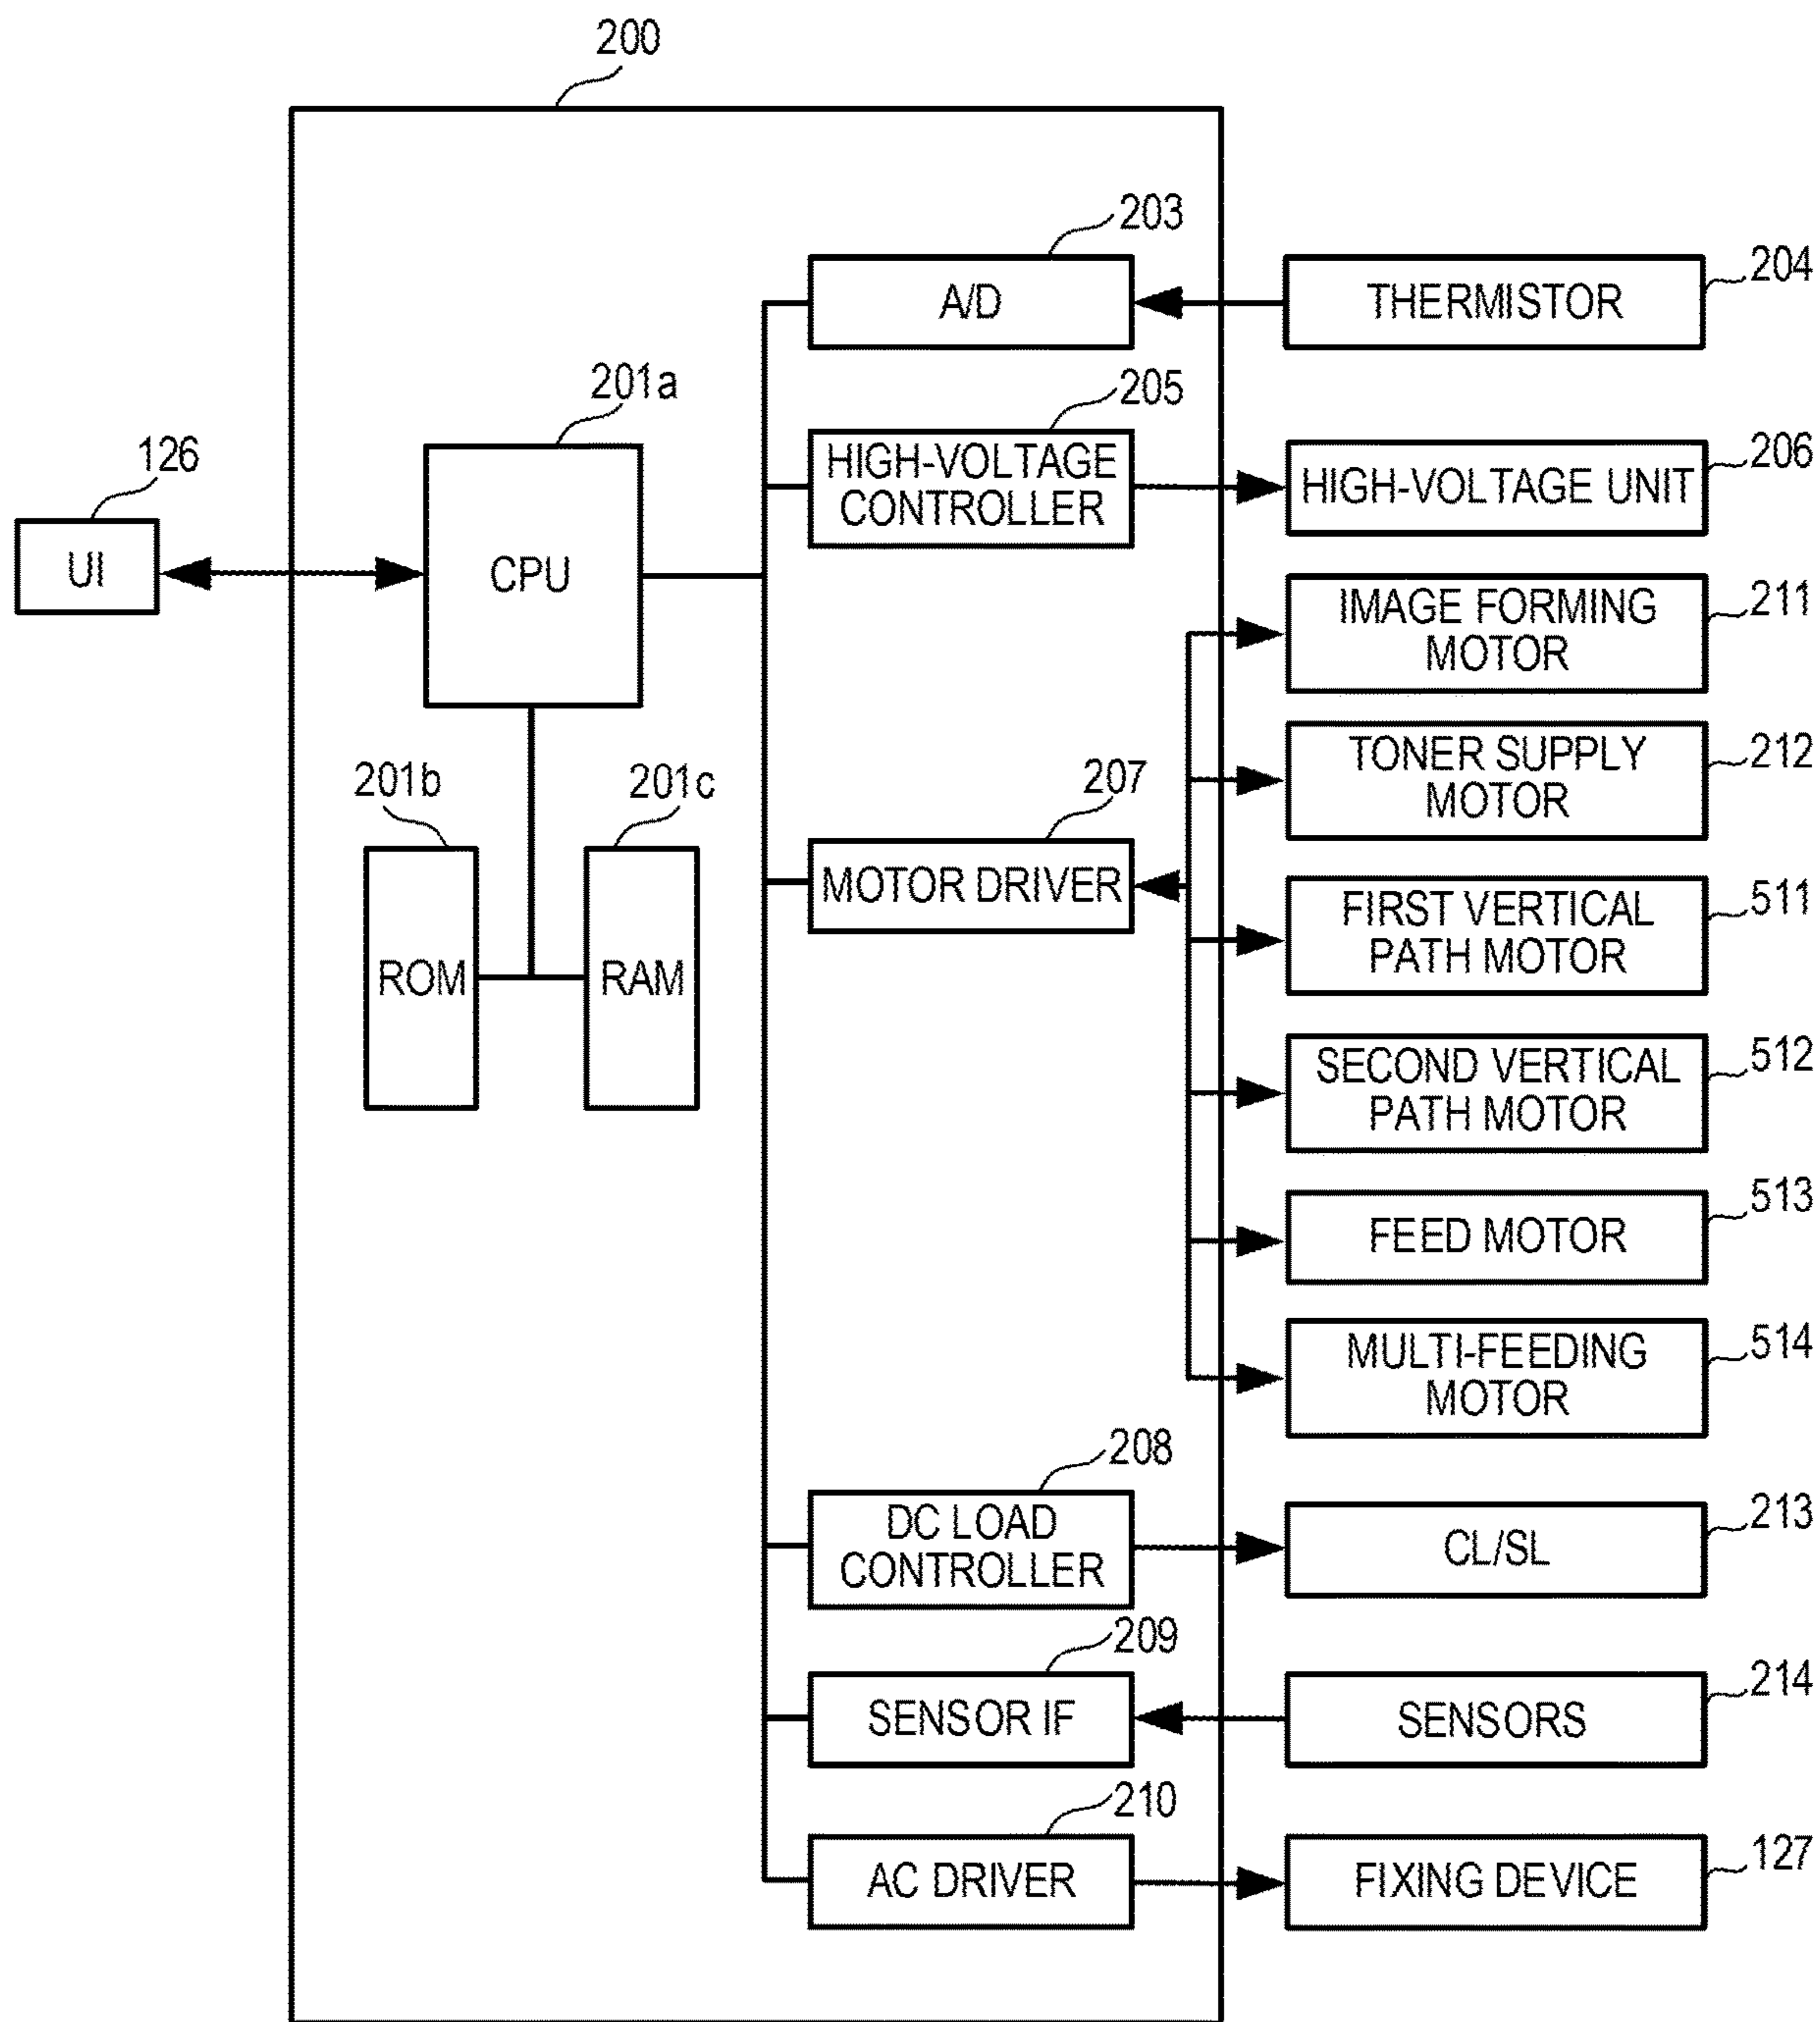 200
203
A/D
THERMISTOR
204
201a
205
HIGH-VOLTAGE
CONTROLLER
HIGH-VOLTAGE UNIT
206
126
UI
CPU
IMAGE FORMING
MOTOR
211
TONER SUPPLY
MOTOR
212
201b
201c
207
ROM
RAM
MOTOR DRIVER
FIRST VERTICAL
PATH MOTOR
511
SECOND VERTICAL
PATH MOTOR
512
FEED MOTOR
513
MULTI-FEEDING
MOTOR
514
208
DC LOAD
CONTROLLER
CL/SL
213
209
SENSOR IF
SENSORS
214
210
AC DRIVER
FIXING DEVICE
127